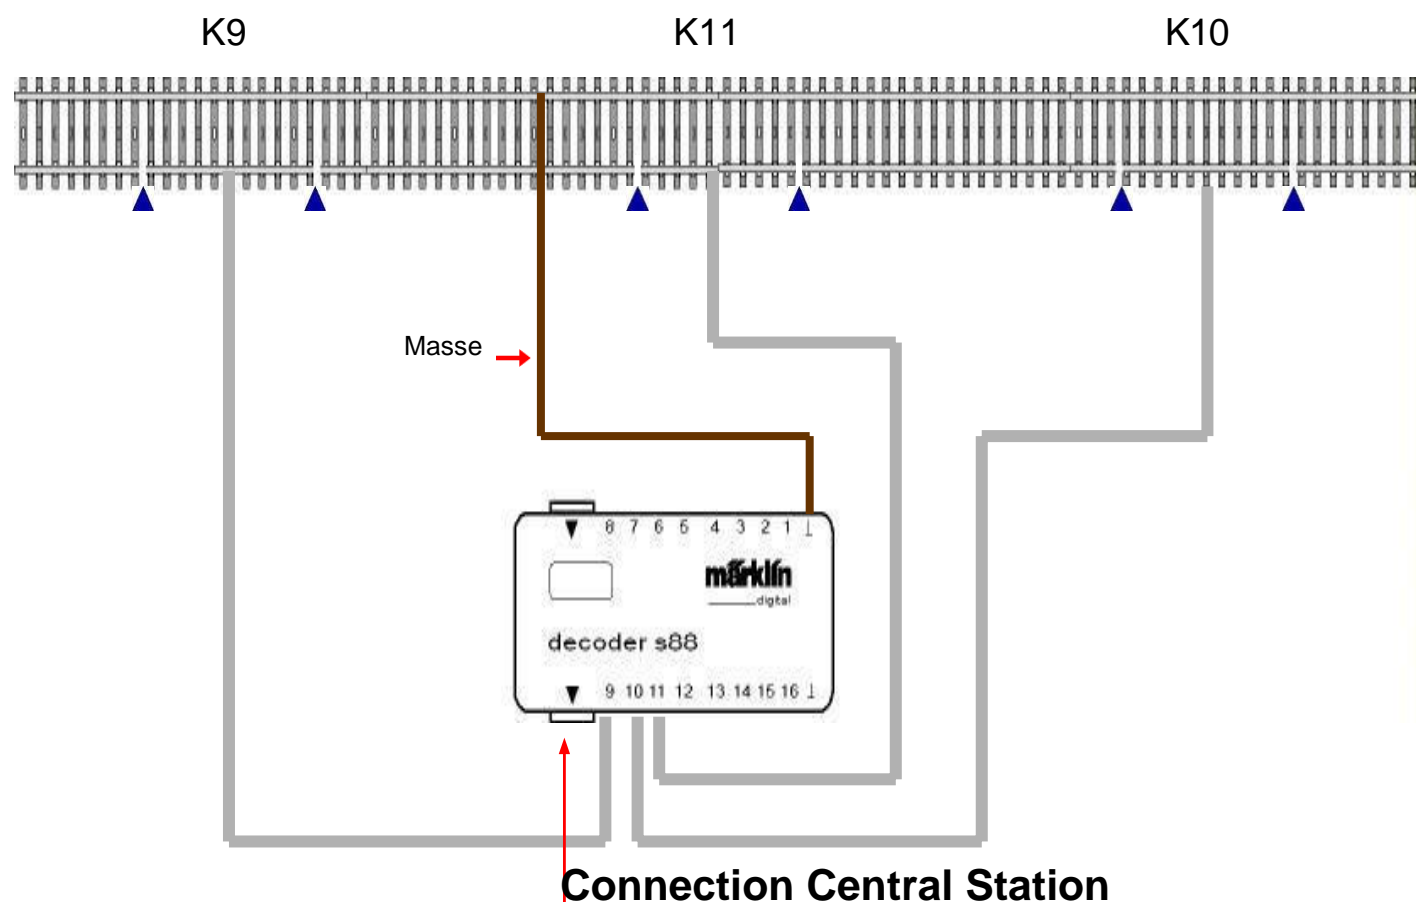 K9 K11 K10
Masse
8 7 6 5 4 3 2 1 ⊥
märklin
digital
decoder s88
9 10 11 12 13 14 15 16 ⊥
Connection Central Station